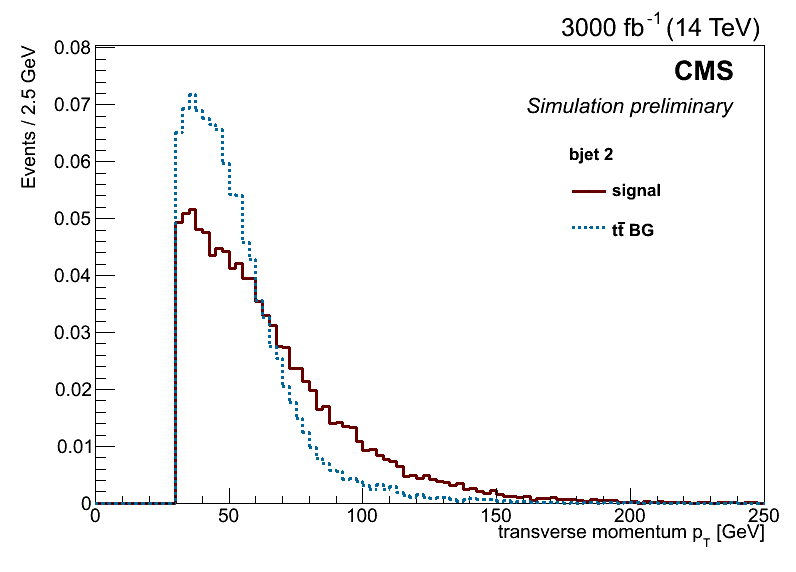 3000 fb⁻¹ (14 TeV)
CMS
Simulation preliminary
bjet 2
signal
tt̄ BG
Events / 2.5 GeV
0.08
0.07
0.06
0.05
0.04
0.03
0.02
0.01
0
0 50 100 150 200 250
transverse momentum p_T [GeV]